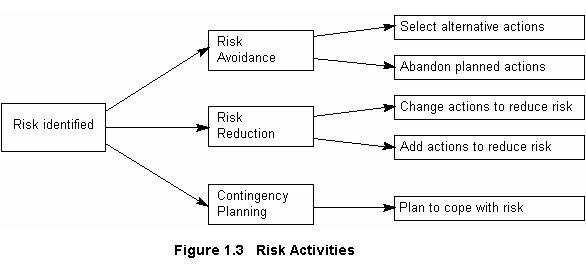 Risk identified
Risk
Avoidance
Select alternative actions
Abandon planned actions
Risk
Reduction
Change actions to reduce risk
Add actions to reduce risk
Contingency
Planning
Plan to cope with risk
Figure 1.3 Risk Activities